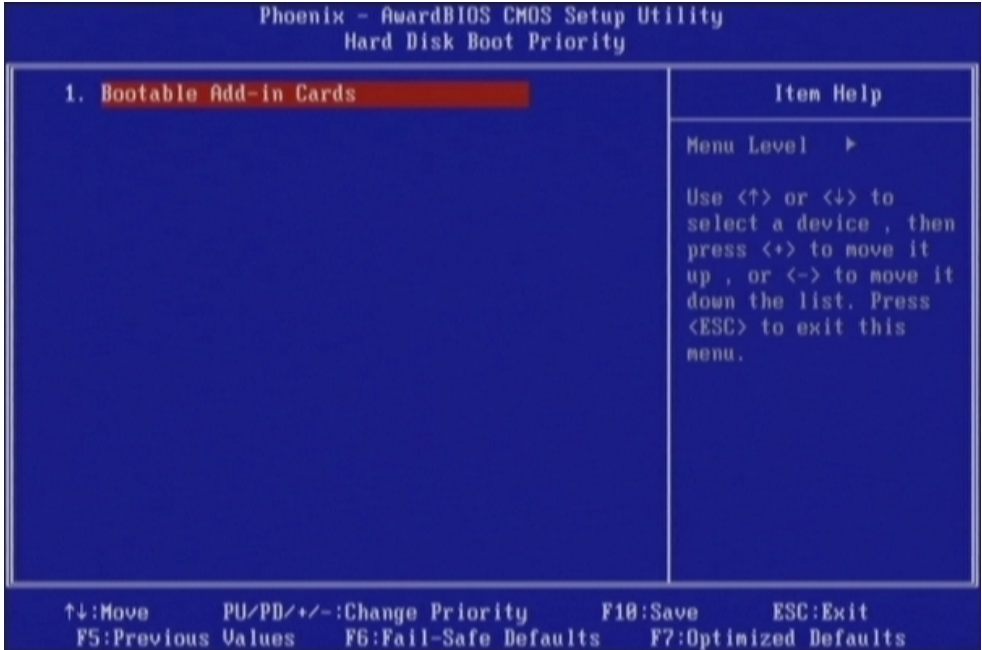 Phoenix - AwardBIOS CMOS Setup Utility
Hard Disk Boot Priority
1. Bootable Add-in Cards
Item Help
Menu Level ►
Use <↑> or <↓> to
select a device , then
press <+> to move it
up , or <-> to move it
down the list. Press
<ESC> to exit this
menu.
↑↓:Move PU/PD/+/-:Change Priority F10:Save ESC:Exit
F5:Previous Values F6:Fail-Safe Defaults F7:Optimized Defaults